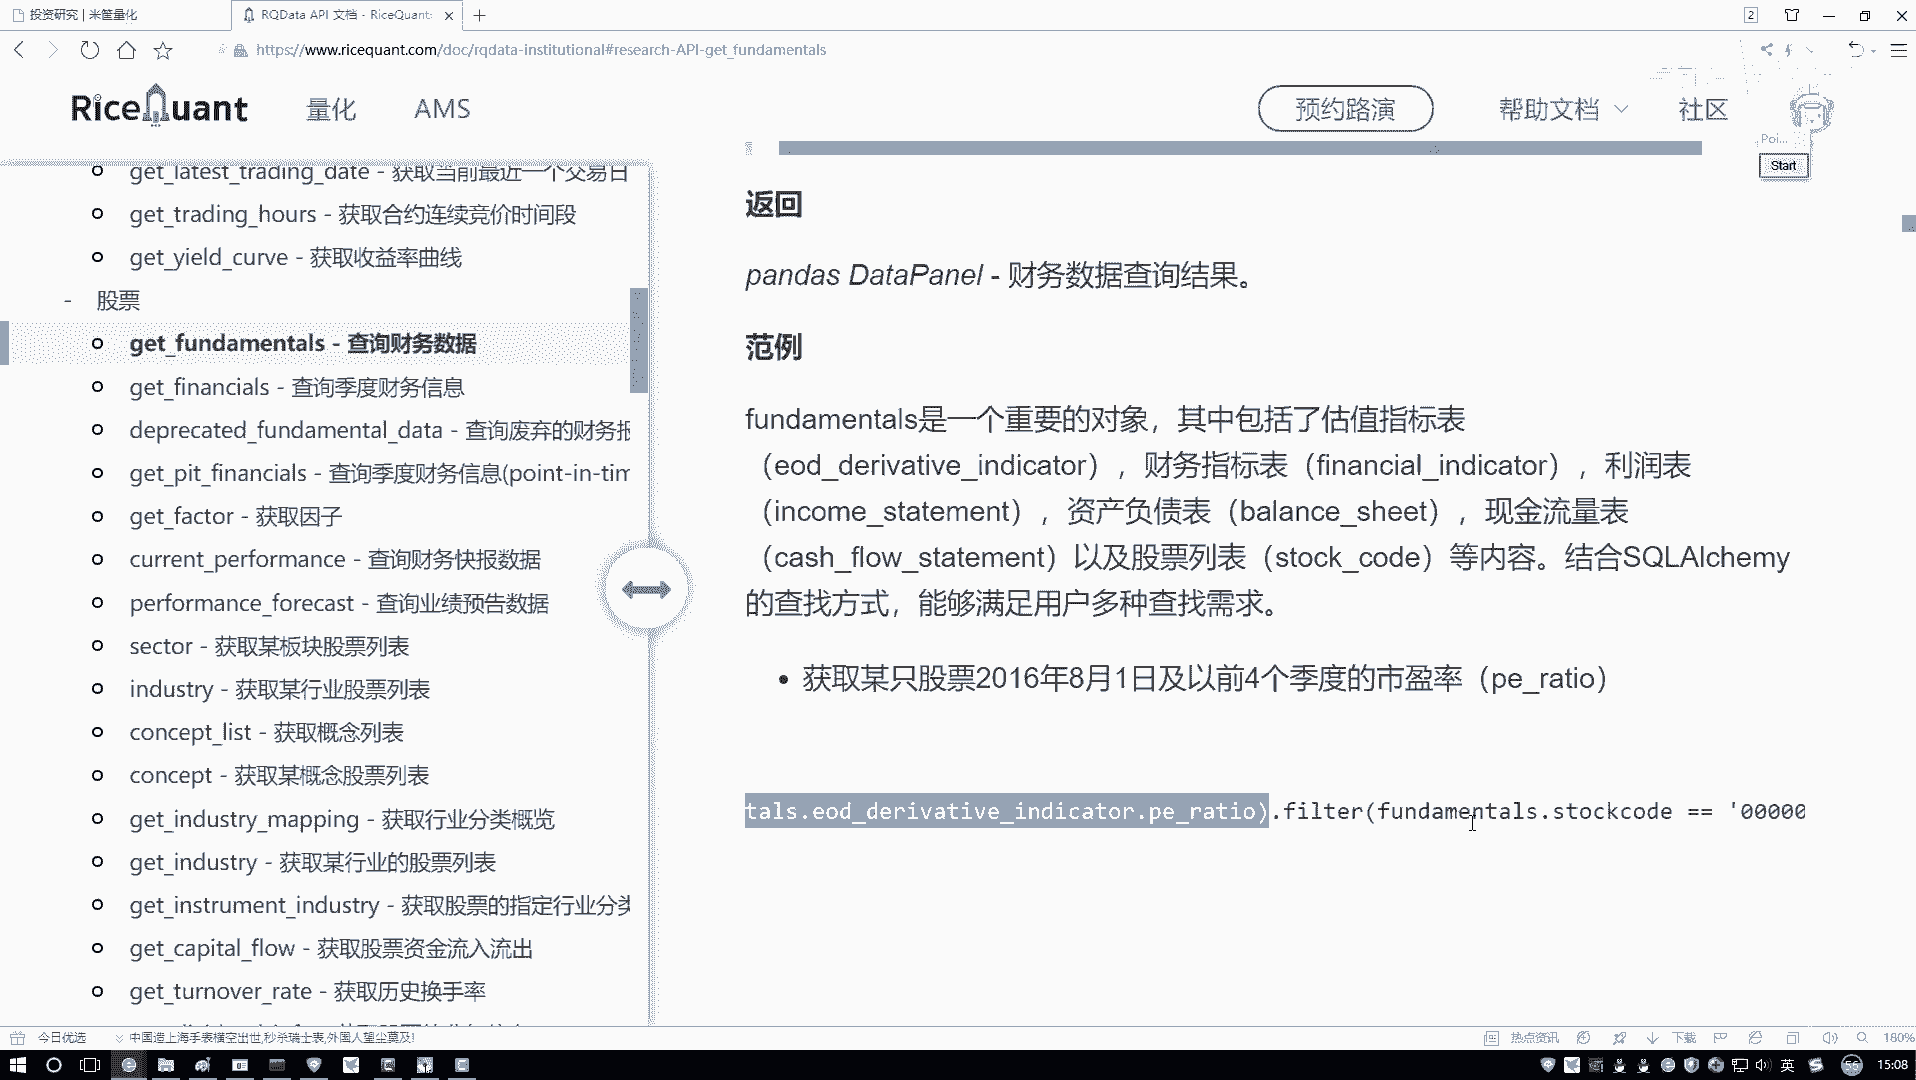 投资研究 | 米筐量化
RQData API 文档 - RiceQuant:
2
https://www.ricequant.com/doc/rqdata-institutional#research-API-get_fundamentals
RiceQuant
量化
AMS
预约路演
帮助文档
社区
Poi...
Start
get_latest_trading_date - 获取当前最近一个交易日
get_trading_hours - 获取合约连续竞价时间段
get_yield_curve - 获取收益率曲线
- 股票
get_fundamentals - 查询财务数据
get_financials - 查询季度财务信息
deprecated_fundamental_data - 查询废弃的财务报
get_pit_financials - 查询季度财务信息(point-in-tim
get_factor - 获取因子
current_performance - 查询财务快报数据
performance_forecast - 查询业绩预告数据
sector - 获取某板块股票列表
industry - 获取某行业股票列表
concept_list - 获取概念列表
concept - 获取某概念股票列表
get_industry_mapping - 获取行业分类概览
get_industry - 获取某行业的股票列表
get_instrument_industry - 获取股票的指定行业分类
get_capital_flow - 获取股票资金流入流出
get_turnover_rate - 获取历史换手率
返回
pandas DataPanel - 财务数据查询结果。
范例
fundamentals是一个重要的对象，其中包括了估值指标表
（eod_derivative_indicator），财务指标表（financial_indicator），利润表
（income_statement），资产负债表（balance_sheet），现金流量表
（cash_flow_statement）以及股票列表（stock_code）等内容。结合SQLAlchemy
的查找方式，能够满足用户多种查找需求。
• 获取某只股票2016年8月1日及以前4个季度的市盈率（pe_ratio）
tals.eod_derivative_indicator.pe_ratio).filter(fundamentals.stockcode == '00000
今日优选
中国造上海手表横空出世,秒杀瑞士表,外国人望尘莫及!
热点资讯
下载
180%
英
55
15:08